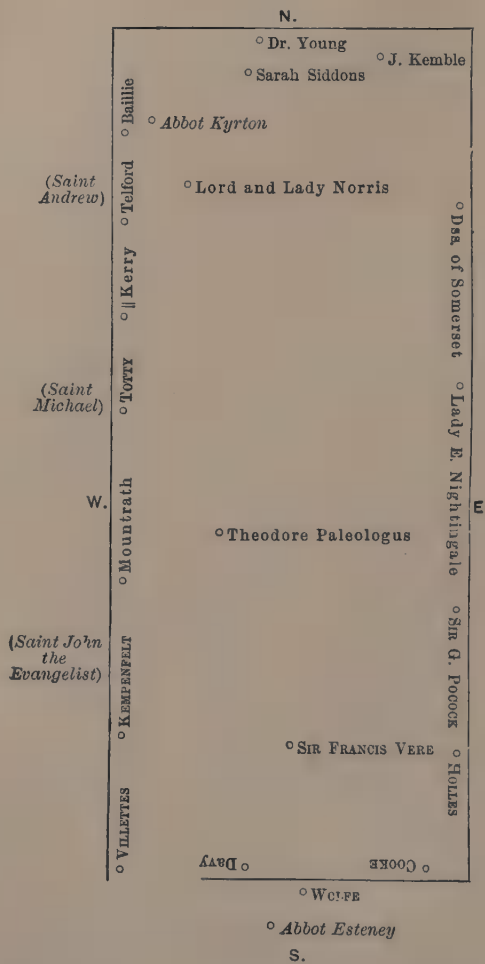 N.
Dr. Young
J. Kemble
Sarah Siddons
Baillie
Abbot Kyrton
(Saint
Andrew)
Telford
Lord and Lady Norris
Dss. of Somerset
|| Kerry
(Saint
Michael)
TOTTY
Lady E. Nightingale
W.
E
Mountrath
Theodore Paleologus
(Saint John
the
Evangelist)
KEMPENFELT
SIR G. POCOCK
SIR FRANCIS VERE
HOLLES
VILLETTES
DAVY
COOKE
WOLFE
Abbot Esteney
S.